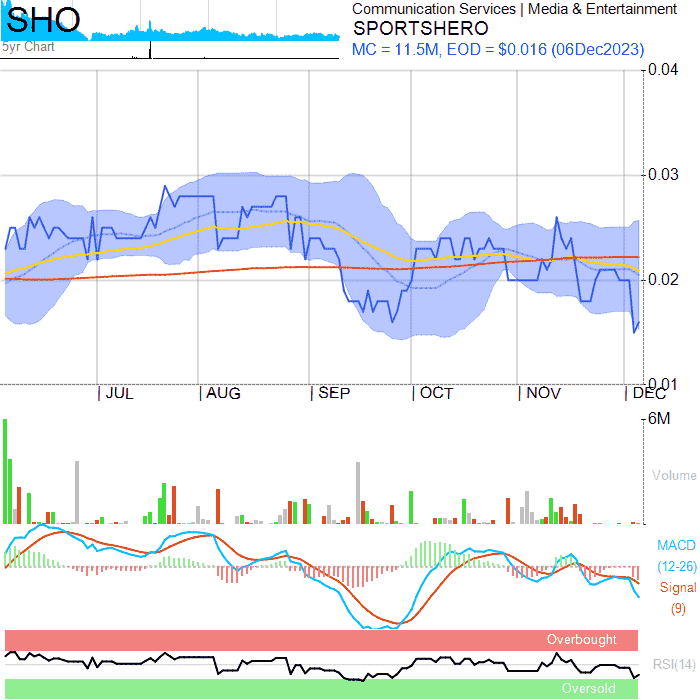 SHO
5yr Chart
Communication Services | Media & Entertainment
SPORTSHERO
MC = 11.5M, EOD = $0.016 (06Dec2023)
0.04
0.03
0.02
0.01
JUL AUG SEP OCT NOV DEC
6M
Volume
MACD
(12-26)
Signal
(9)
Overbought
RSI(14)
Oversold